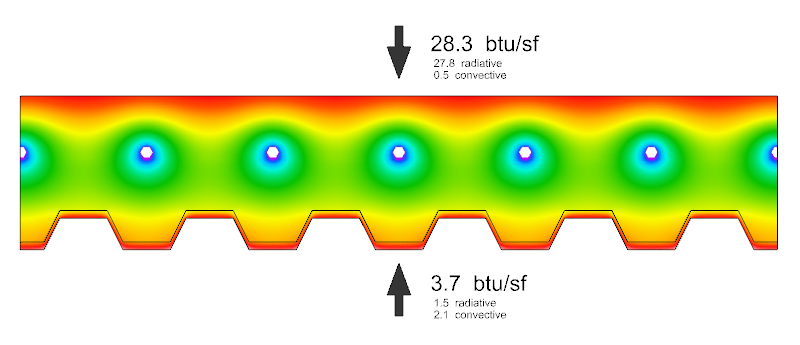 28.3 btu/sf
27.8 radiative
0.5 convective
3.7 btu/sf
1.5 radiative
2.1 convective